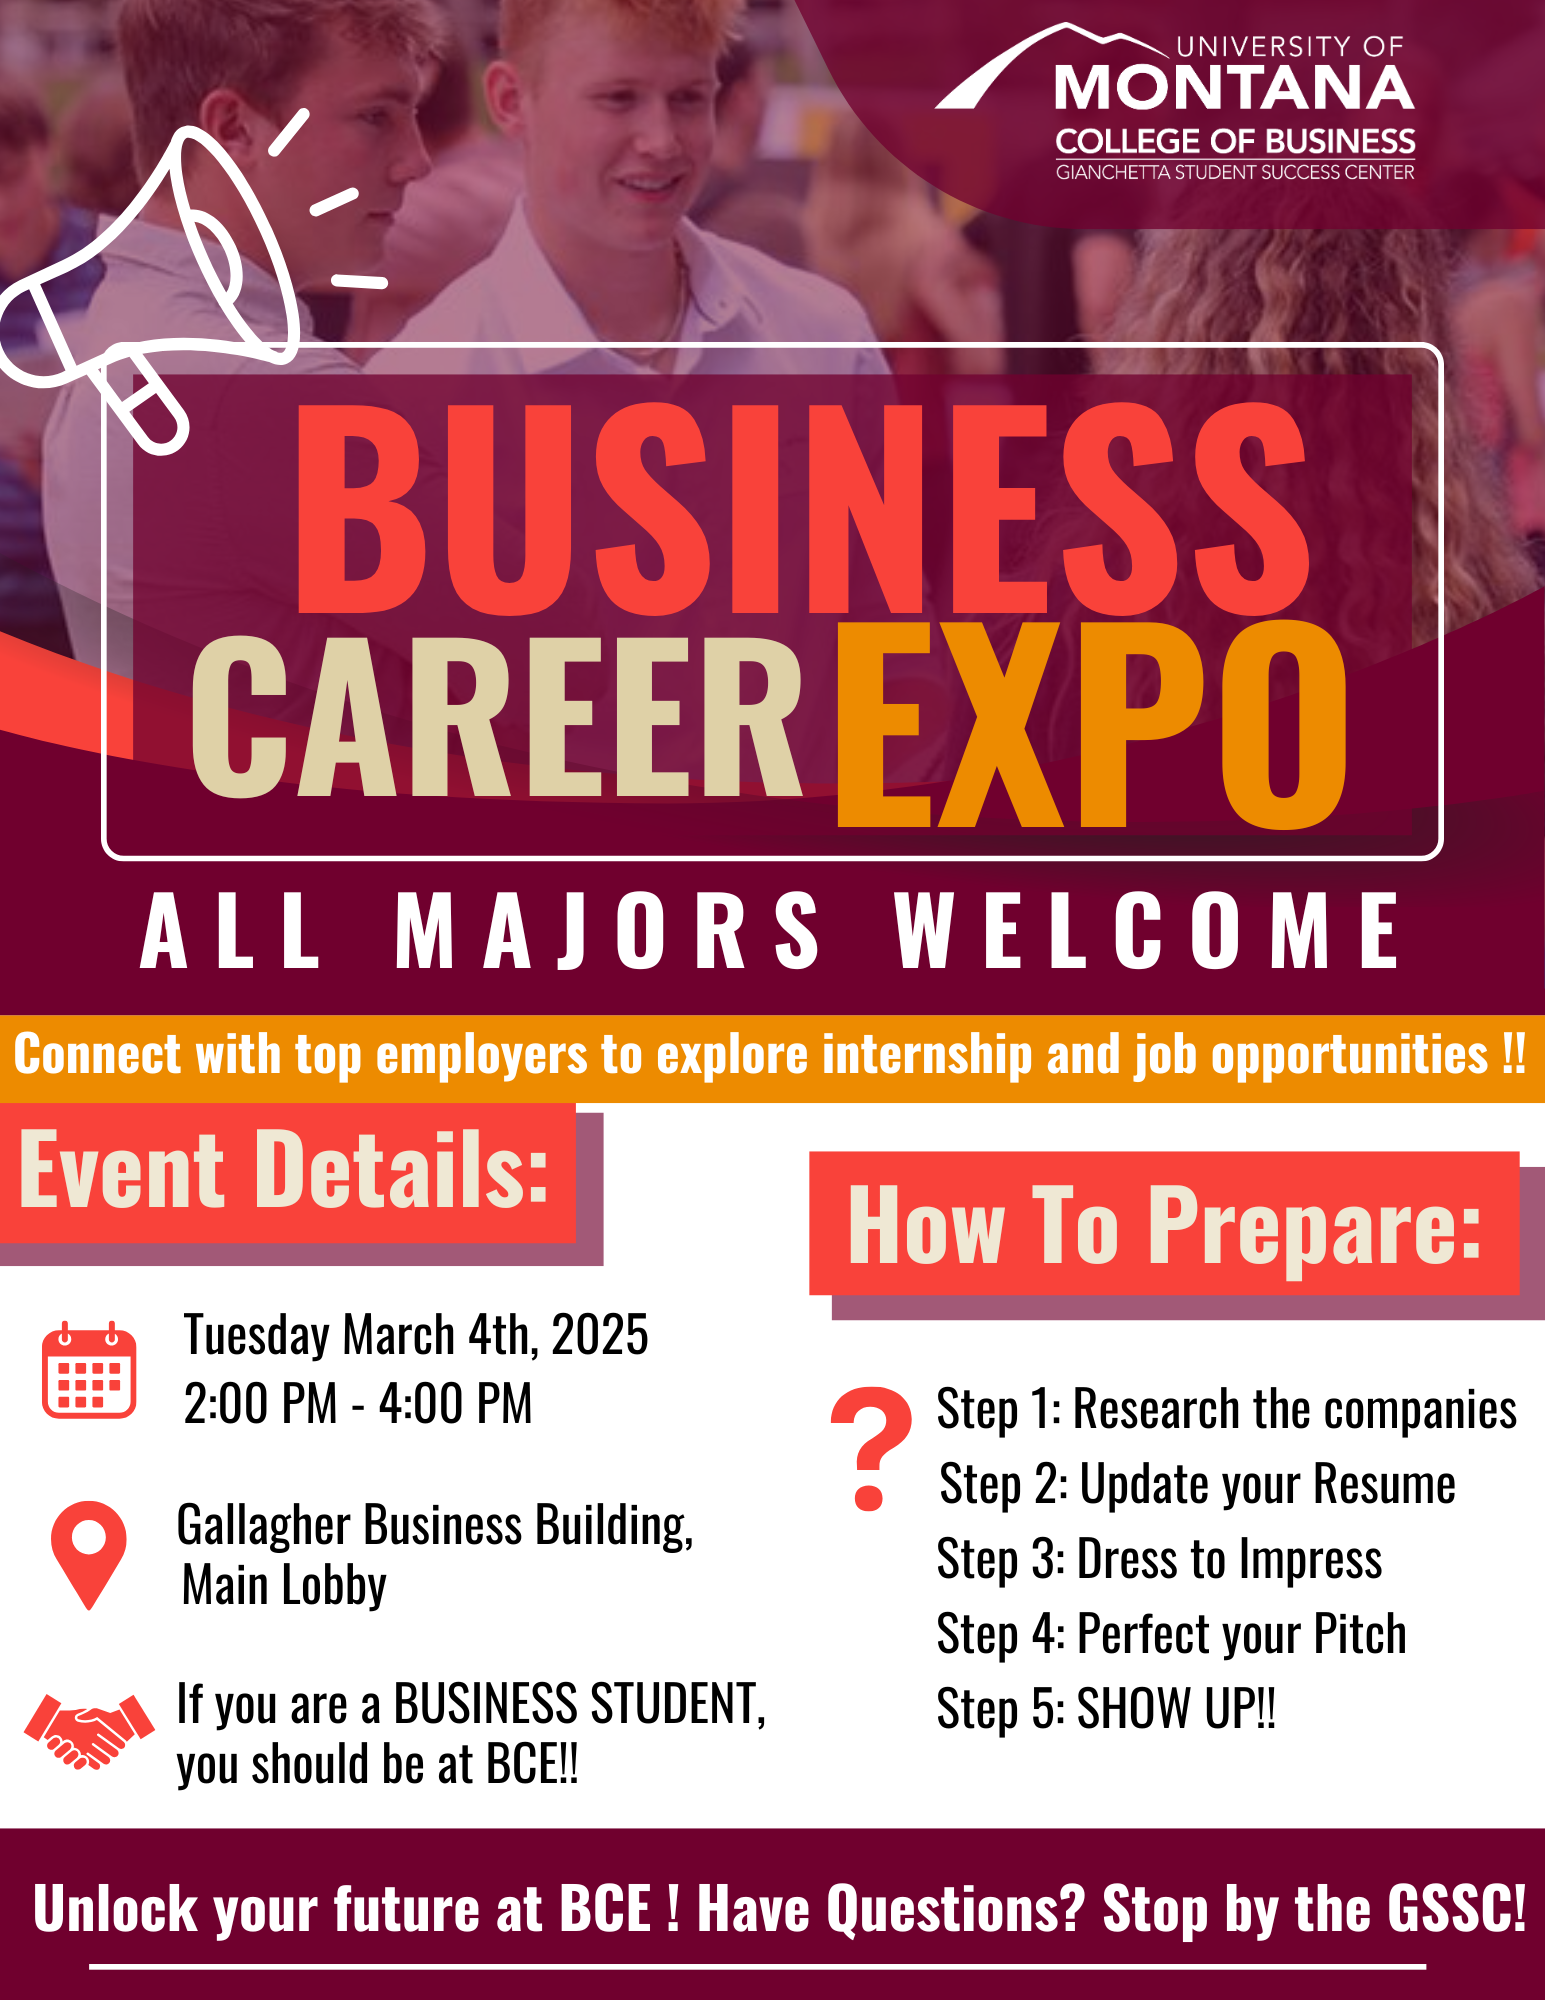 UNIVERSITY OF
MONTANA
COLLEGE OF BUSINESS
GIANCHETTA STUDENT SUCCESS CENTER
BUSINESS
CAREER EXPO
ALL MAJORS WELCOME
Connect with top employers to explore internship and job opportunities !!
Event Details:
Tuesday March 4th, 2025
2:00 PM - 4:00 PM
Gallagher Business Building,
Main Lobby
If you are a BUSINESS STUDENT,
you should be at BCE!!
How To Prepare:
?
Step 1: Research the companies
Step 2: Update your Resume
Step 3: Dress to Impress
Step 4: Perfect your Pitch
Step 5: SHOW UP!!
Unlock your future at BCE ! Have Questions? Stop by the GSSC!